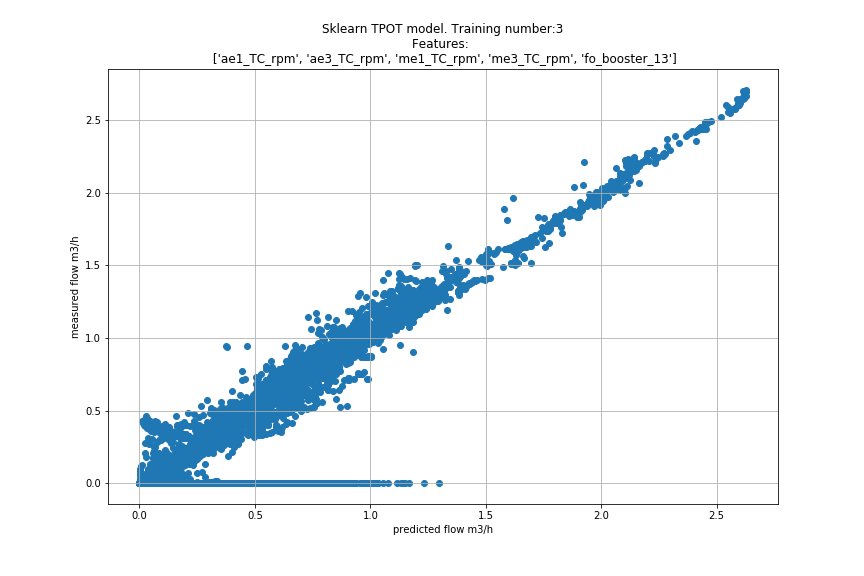 Sklearn TPOT model. Training number:3
Features:
['ae1_TC_rpm', 'ae3_TC_rpm', 'me1_TC_rpm', 'me3_TC_rpm', 'fo_booster_13']
measured flow m3/h
2.5
2.0
1.5
1.0
0.5
0.0
0.0 0.5 1.0 1.5 2.0 2.5
predicted flow m3/h